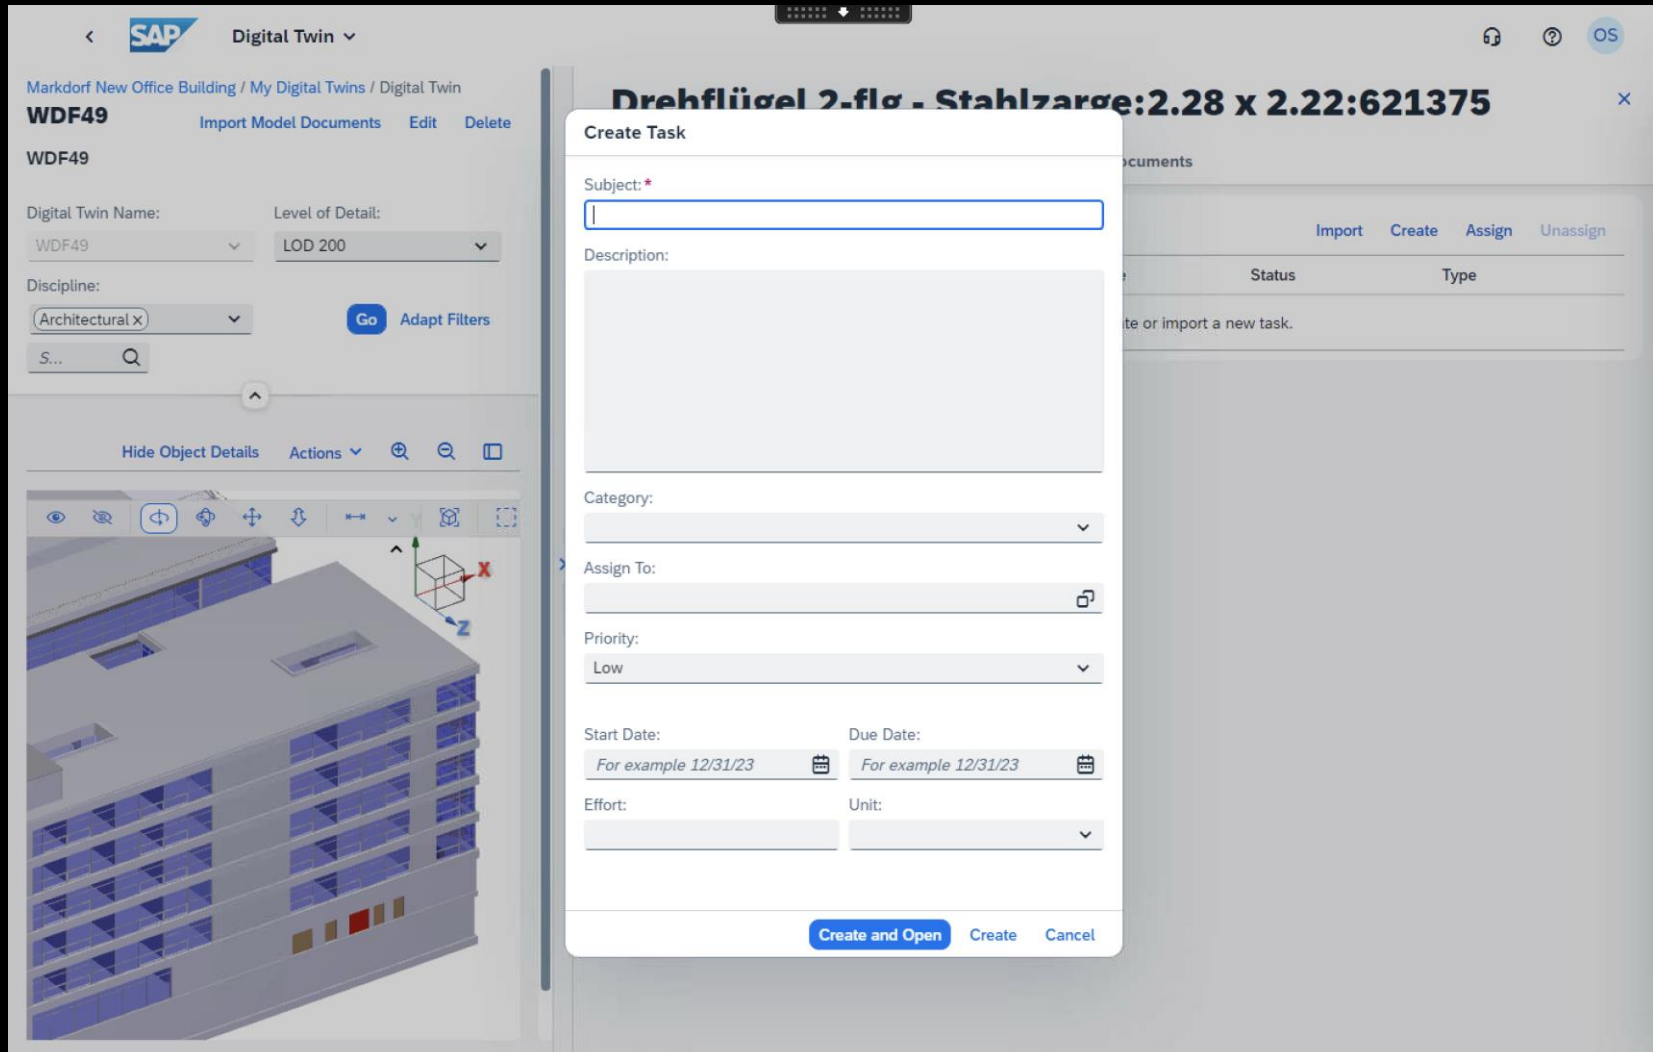 SAP
Digital Twin
OS
Markdorf New Office Building / My Digital Twins / Digital Twin
WDF49
Import Model Documents Edit Delete
WDF49
Digital Twin Name:
Level of Detail:
WDF49
LOD 200
Discipline:
Architectural
Go
Adapt Filters
S...
Hide Object Details
Actions
X
Z
Drehflügel 2-flg - Stahlzarge:2.28 x 2.22:621375
ocuments
Import Create Assign Unassign
Status Type
te or import a new task.
Create Task
Subject:*
Description:
Category:
Assign To:
Priority:
Low
Start Date:
Due Date:
For example 12/31/23
For example 12/31/23
Effort:
Unit:
Create and Open Create Cancel